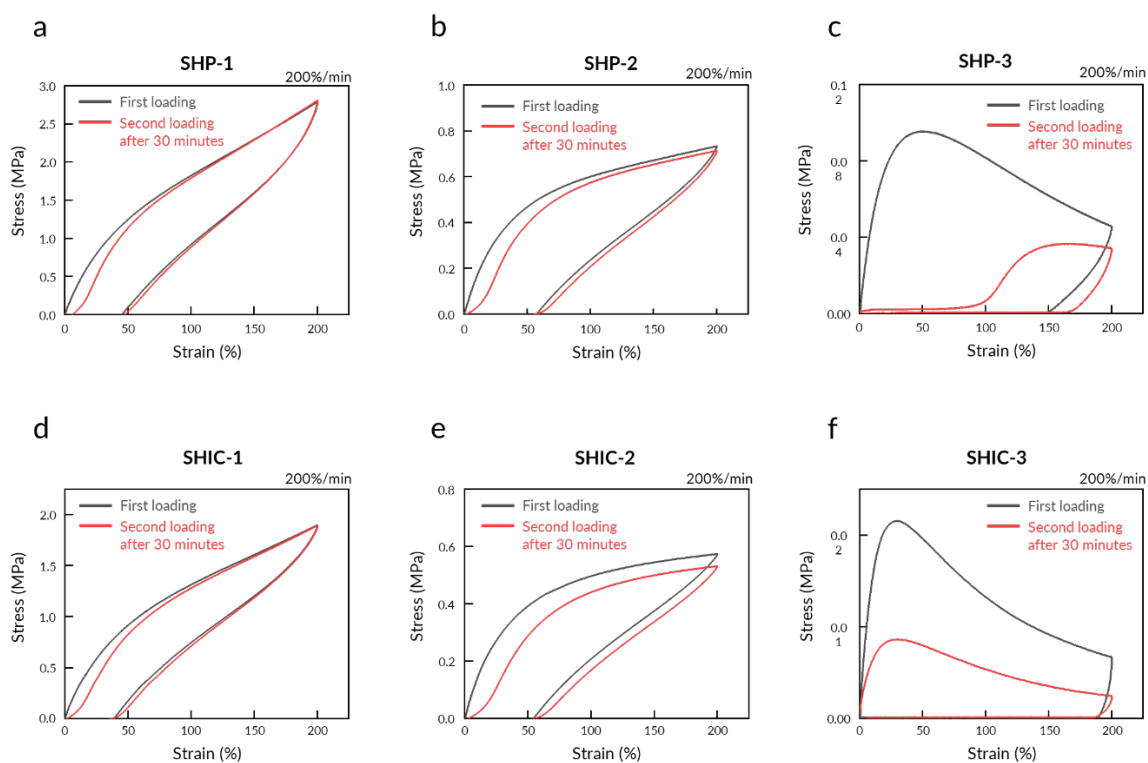 a
SHP-1
200%/min
3.0
2.5
2.0
1.5
1.0
0.5
0.0
Stress (MPa)
First loading
Second loading
after 30 minutes
0 50 100 150 200
Strain (%)
b
SHP-2
200%/min
1.0
0.8
0.6
0.4
0.2
0.0
Stress (MPa)
First loading
Second loading
after 30 minutes
0 50 100 150 200
Strain (%)
c
SHP-3
200%/min
0.1
2
0.0
8
0.0
4
0.00
Stress (MPa)
First loading
Second loading
after 30 minutes
0 50 100 150 200
Strain (%)
d
SHIC-1
200%/min
2.0
1.5
1.0
0.5
0.0
Stress (MPa)
First loading
Second loading
after 30 minutes
0 50 100 150 200
Strain (%)
e
SHIC-2
200%/min
0.8
0.6
0.4
0.2
0.0
Stress (MPa)
First loading
Second loading
after 30 minutes
0 50 100 150 200
Strain (%)
f
SHIC-3
200%/min
0.0
2
0.0
1
0.00
Stress (MPa)
First loading
Second loading
after 30 minutes
0 50 100 150 200
Strain (%)